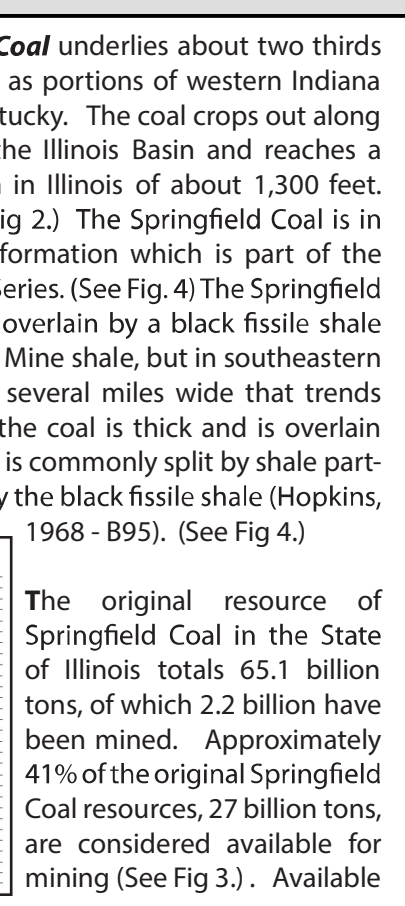 Coal underlies about two thirds
as portions of western Indiana
tucky. The coal crops out along
the Illinois Basin and reaches a
in Illinois of about 1,300 feet.
ig 2.) The Springfield Coal is in
formation which is part of the
Series. (See Fig. 4) The Springfield
overlain by a black fissile shale
Mine shale, but in southeastern
several miles wide that trends
the coal is thick and is overlain
is commonly split by shale part-
y the black fissile shale (Hopkins,
1968 - B95). (See Fig 4.)
The original resource of
Springfield Coal in the State
of Illinois totals 65.1 billion
tons, of which 2.2 billion have
been mined. Approximately
41% of the original Springfield
Coal resources, 27 billion tons,
are considered available for
mining (See Fig 3.) . Available